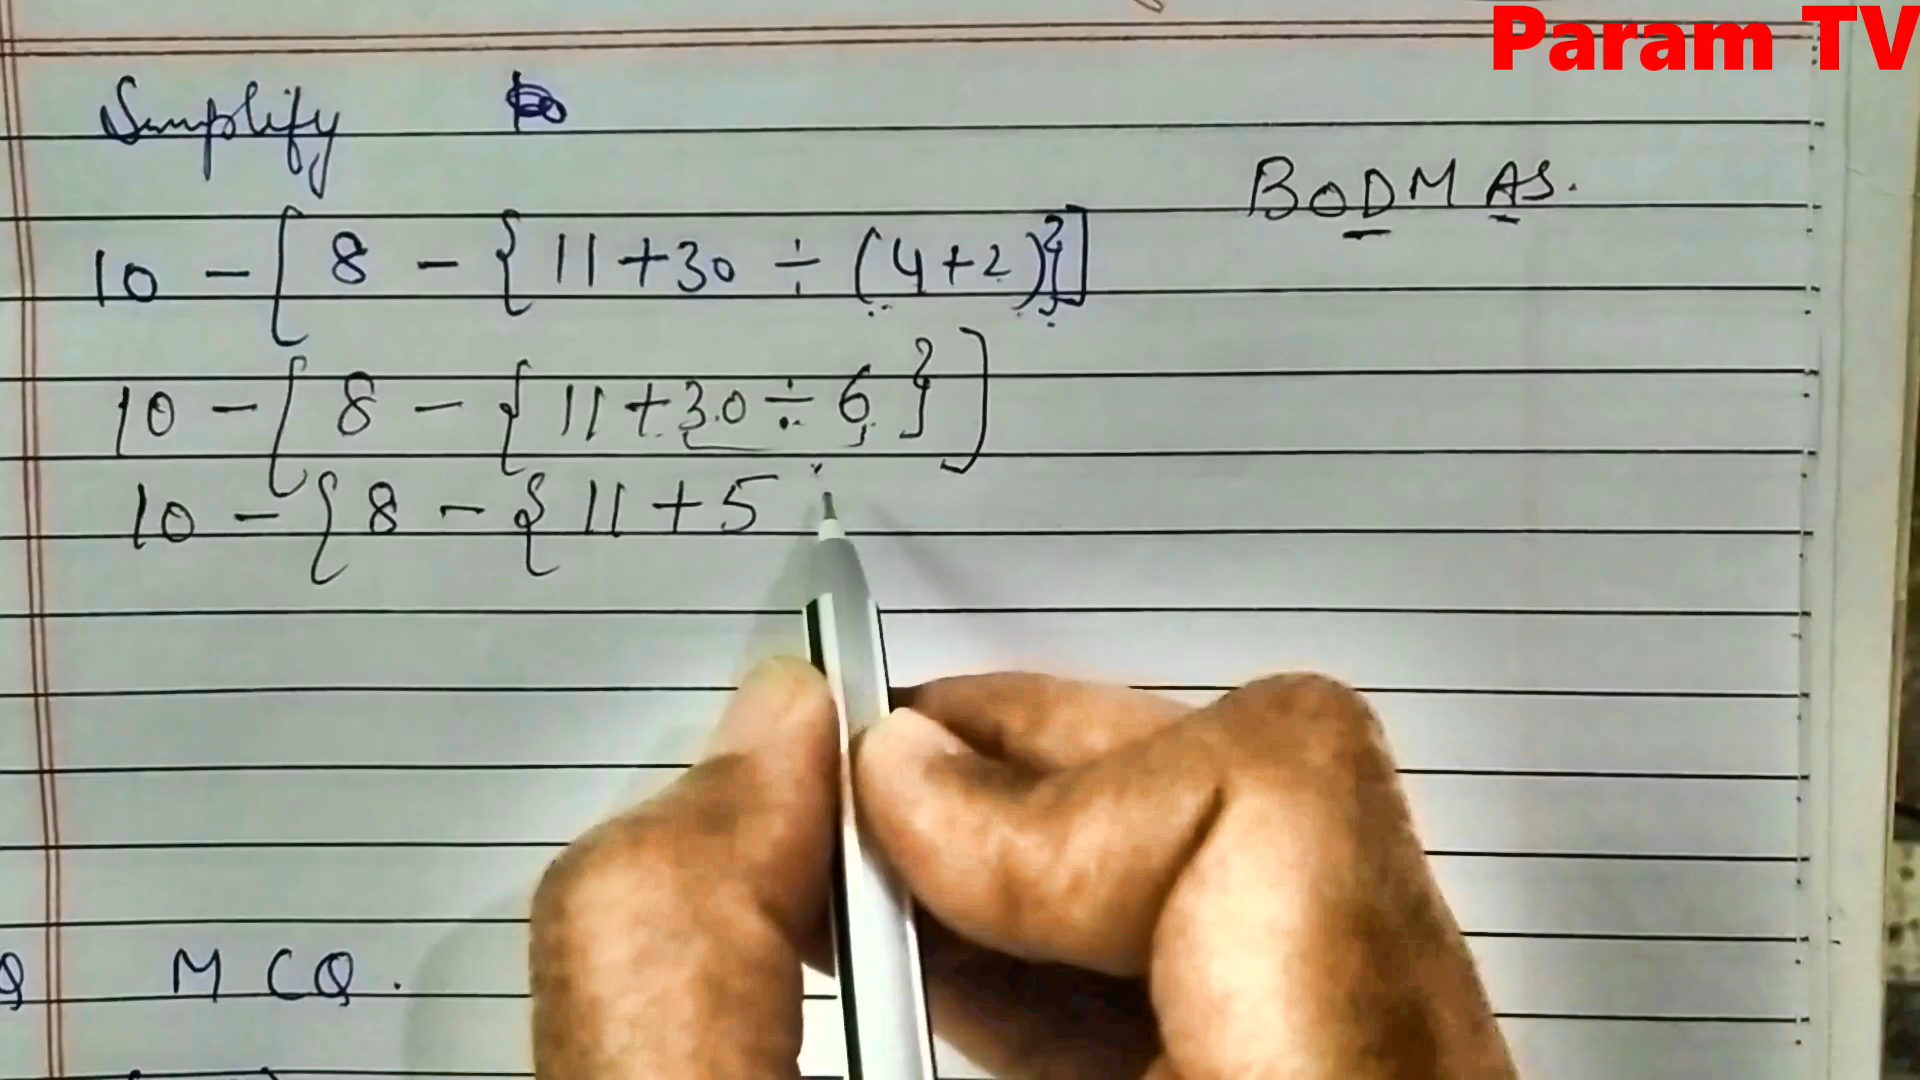 Param TV
Simplify
BODMAS.
10 - [ 8 - { 11 + 30 ÷ (4+2)}]
10 - [ 8 - { 11 + 30 ÷ 6 } ]
10 - { 8 - { 11 + 5
Q MCQ.